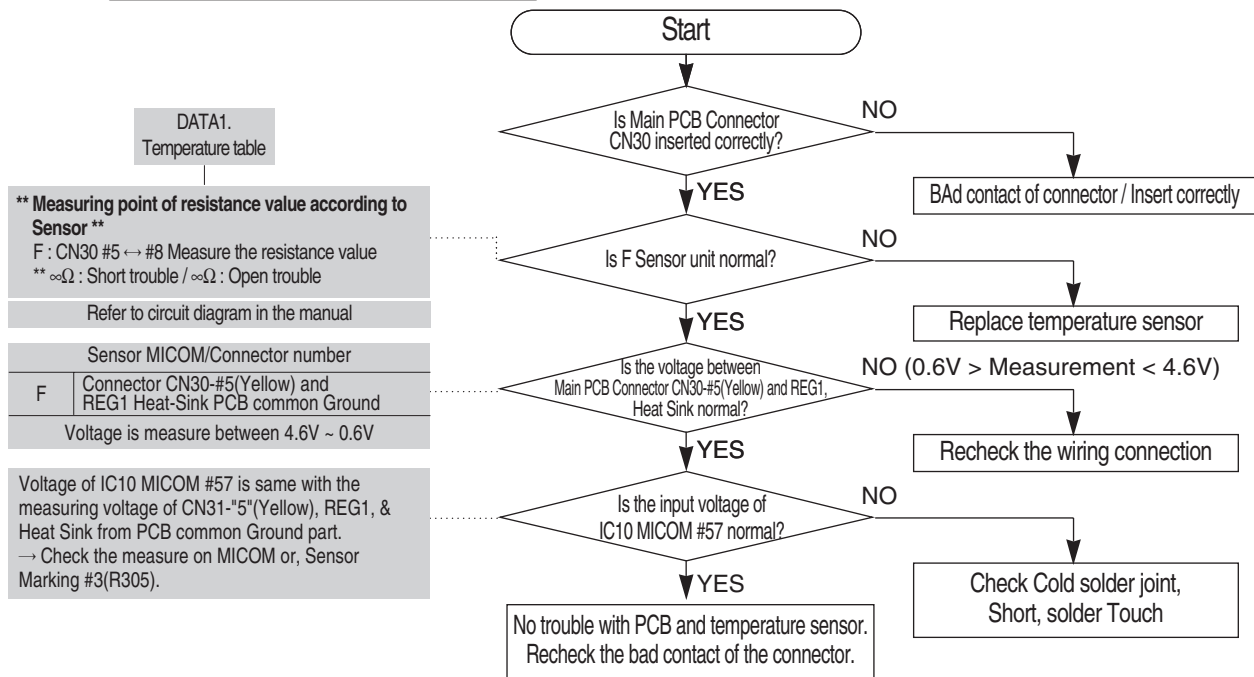 Start
Is Main PCB Connector
CN30 inserted correctly?
NO
BAd contact of connector / Insert correctly
YES
DATA1.
Temperature table
** Measuring point of resistance value according to
Sensor **
F : CN30 #5 ↔ #8 Measure the resistance value
** ∞Ω : Short trouble / ∞Ω : Open trouble
Refer to circuit diagram in the manual
Is F Sensor unit normal?
NO
Replace temperature sensor
YES
Sensor MICOM/Connector number
F
Connector CN30-#5(Yellow) and
REG1 Heat-Sink PCB common Ground
Voltage is measure between 4.6V ~ 0.6V
Is the voltage between
Main PCB Connector CN30-#5(Yellow) and REG1,
Heat Sink normal?
NO (0.6V > Measurement < 4.6V)
Recheck the wiring connection
YES
Voltage of IC10 MICOM #57 is same with the
measuring voltage of CN31-"5"(Yellow), REG1, &
Heat Sink from PCB common Ground part.
→ Check the measure on MICOM or, Sensor
Marking #3(R305).
Is the input voltage of
IC10 MICOM #57 normal?
NO
Check Cold solder joint,
Short, solder Touch
YES
No trouble with PCB and temperature sensor.
Recheck the bad contact of the connector.